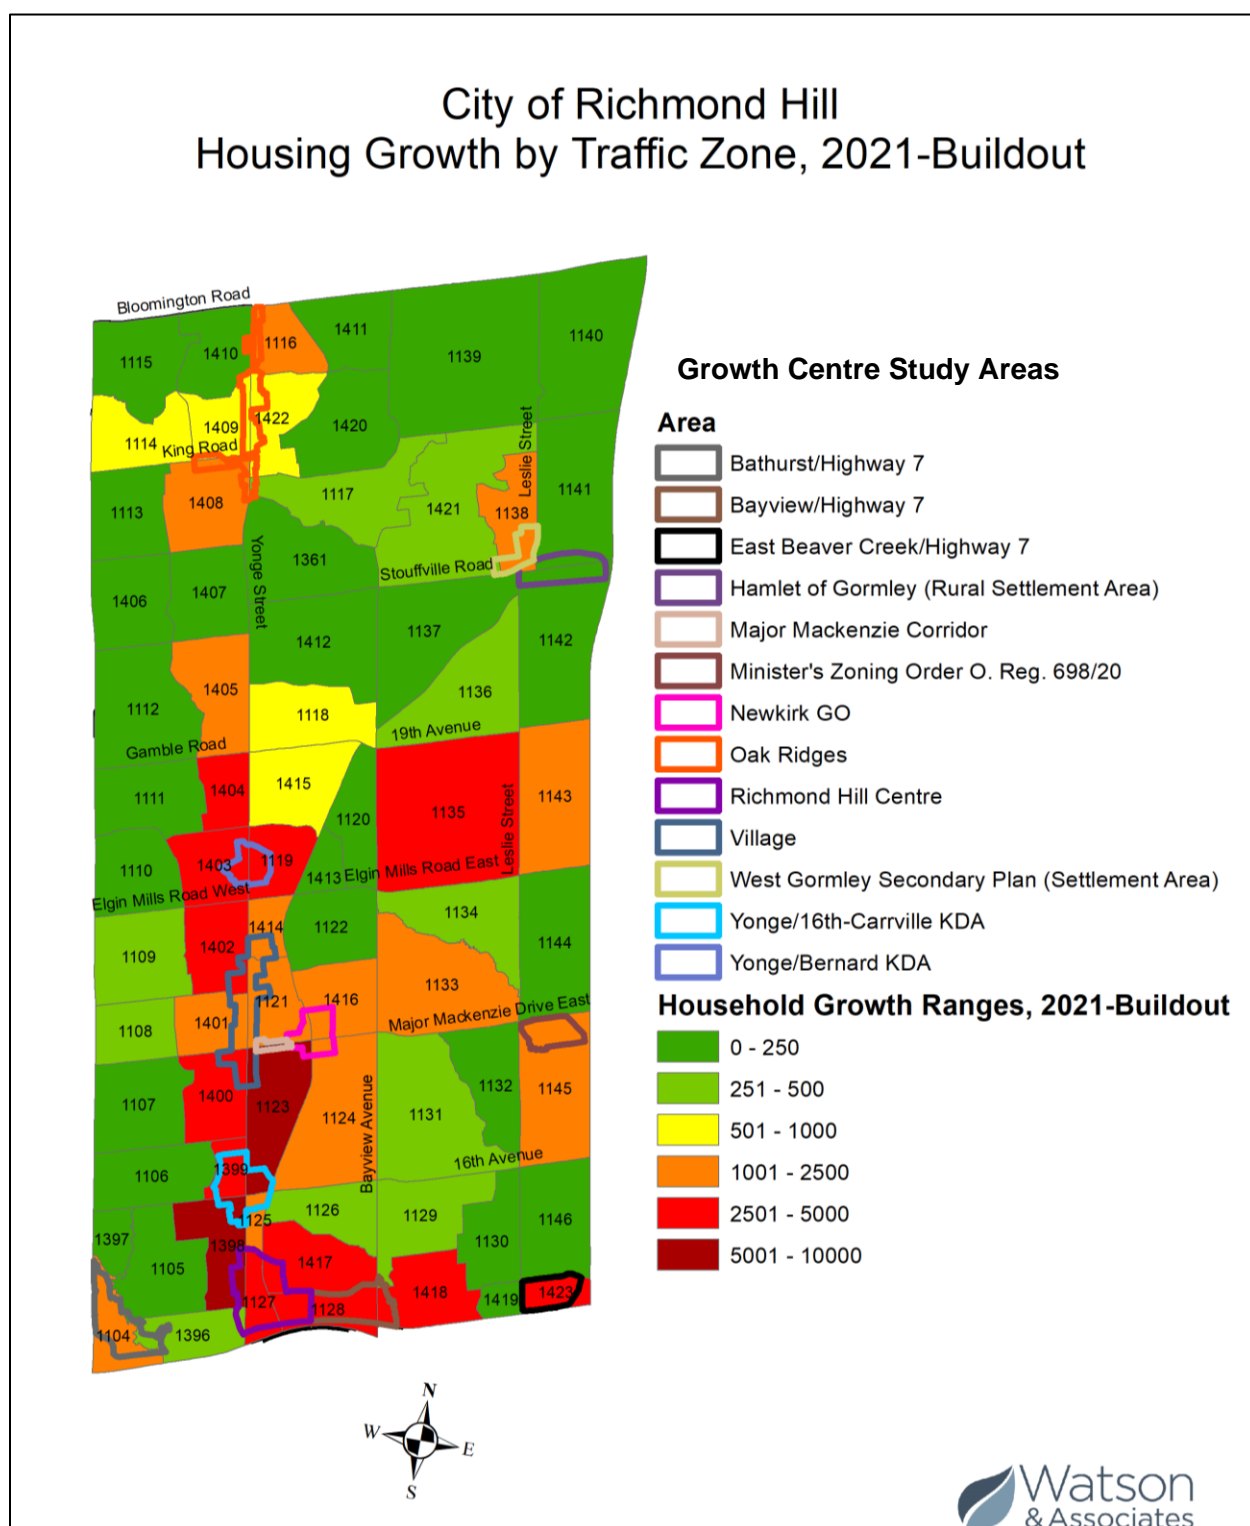 City of Richmond Hill
Housing Growth by Traffic Zone, 2021-Buildout
Bloomington Road
1115
1410
1116
1411
1139
1140
1114
1409
1422
1420
King Road
Leslie Street
1113
1408
1117
1421
1138
1141
Yonge Street
1361
Stouffville Road
1406
1407
1412
1137
1142
1112
1405
1118
1136
19th Avenue
Gamble Road
1111
1404
1415
1120
1135
Leslie Street
1143
1110
1403
1119
1413
Elgin Mills Road East
Elgin Mills Road West
1109
1402
1414
1122
1134
1144
1108
1401
1121
1416
1133
Major Mackenzie Drive East
1107
1400
1123
1124
Bayview Avenue
1131
1132
1145
16th Avenue
1106
1399
1125
1126
1129
1130
1146
1397
1105
1398
1417
1127
1128
1418
1419
1423
1104
1396
Growth Centre Study Areas
Area
Bathurst/Highway 7
Bayview/Highway 7
East Beaver Creek/Highway 7
Hamlet of Gormley (Rural Settlement Area)
Major Mackenzie Corridor
Minister's Zoning Order O. Reg. 698/20
Newkirk GO
Oak Ridges
Richmond Hill Centre
Village
West Gormley Secondary Plan (Settlement Area)
Yonge/16th-Carrville KDA
Yonge/Bernard KDA
Household Growth Ranges, 2021-Buildout
0 - 250
251 - 500
501 - 1000
1001 - 2500
2501 - 5000
5001 - 10000
N
W
E
S
Watson
& Associates